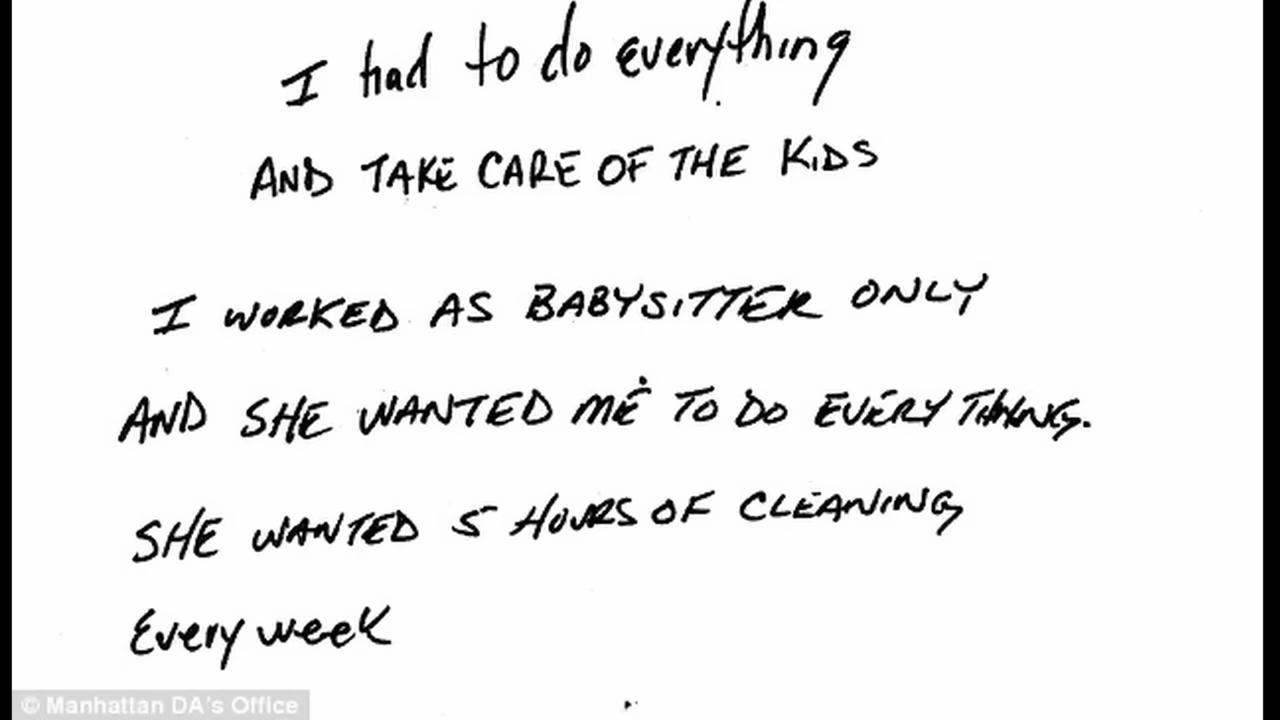 I had to do everything
AND TAKE CARE OF THE KIDS
I WORKED AS BABYSITTER ONLY
AND SHE WANTED ME TO DO EVERYTHING.
SHE WANTED 5 HOURS OF CLEANING
Every week
© Manhattan DA's Office